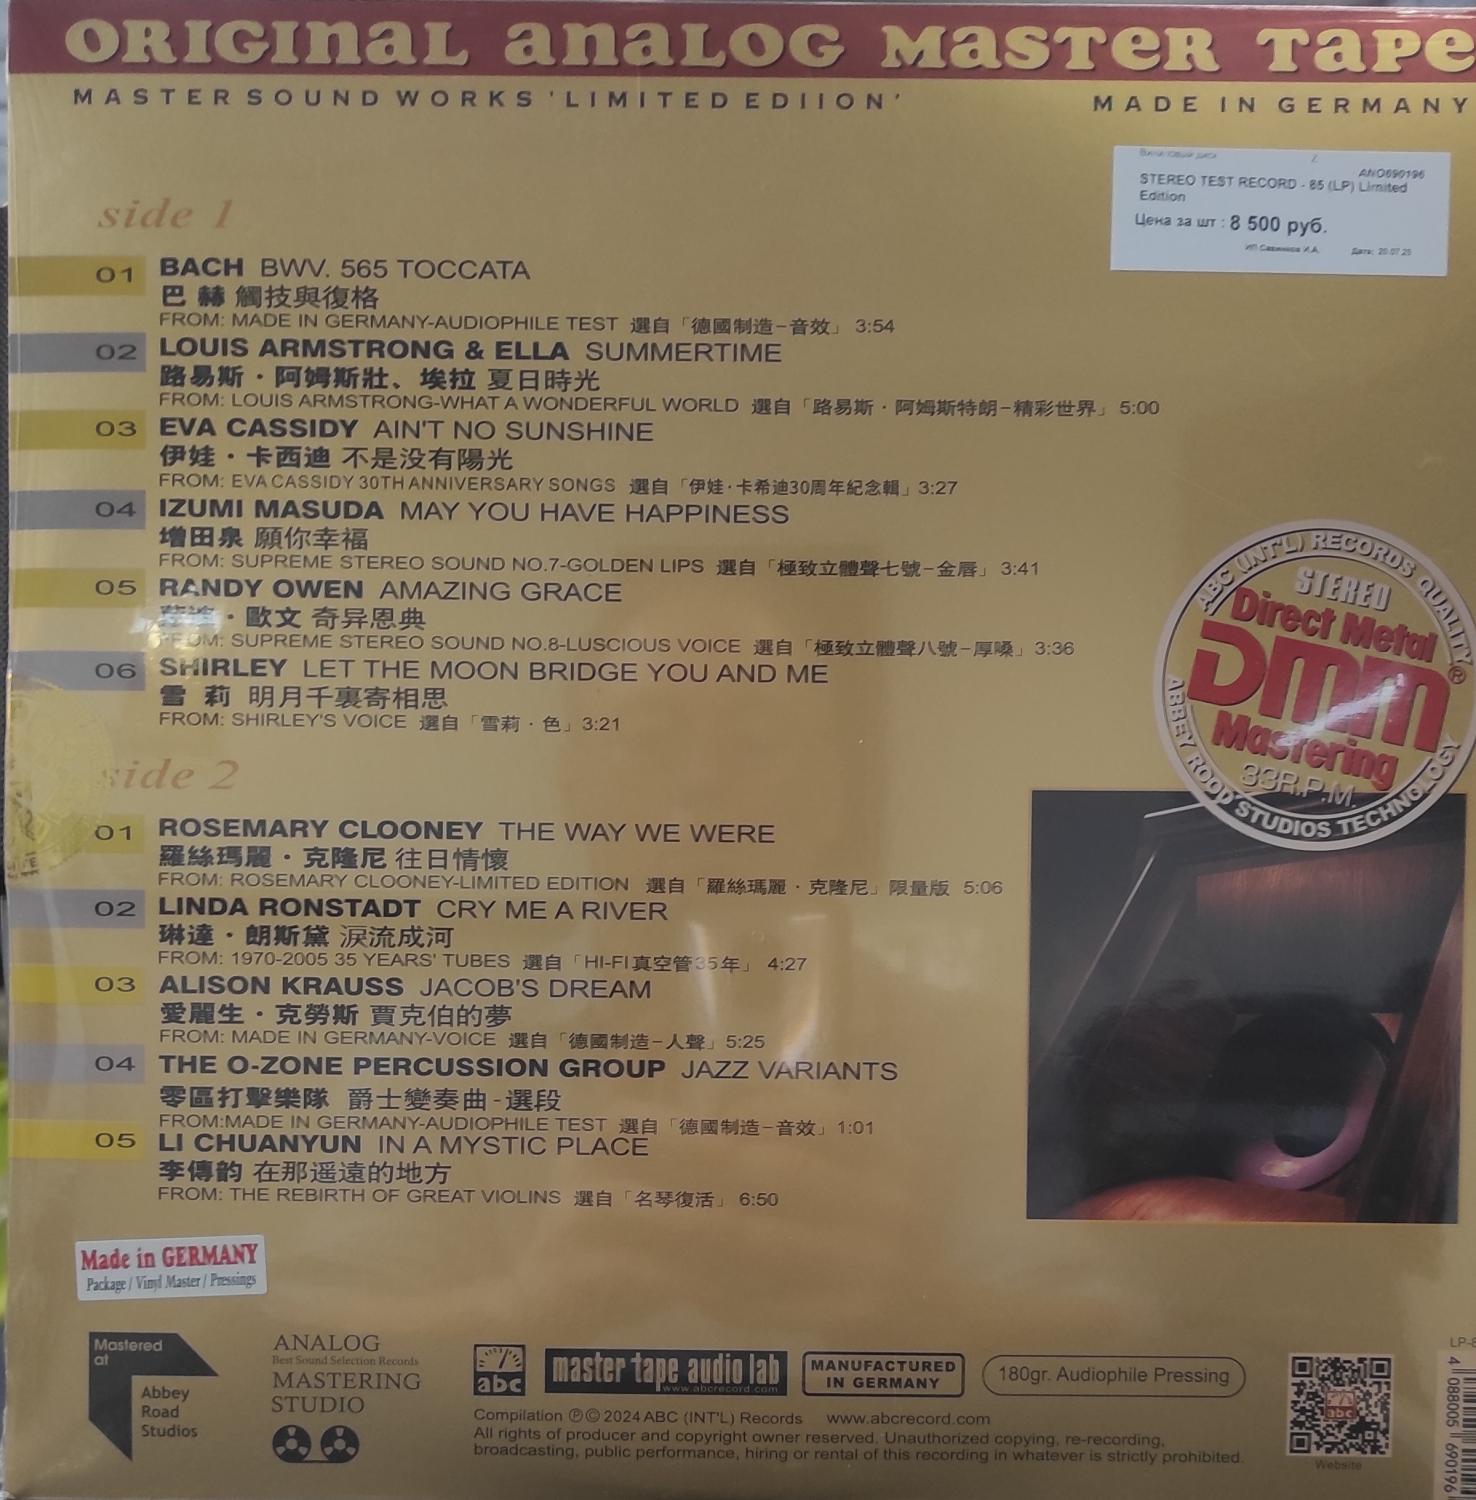 ORIGINAL ANALOG MASTER TAPE
MASTER SOUND WORKS 'LIMITED EDIION'
MADE IN GERMANY
Виниловый диск
ANO690196
STEREO TEST RECORD - 85 (LP) Limited
Edition
Цена за шт : 8 500 руб.
ИП Савинков И.А. Дата: 20.07.25
side 1
01 BACH BWV. 565 TOCCATA
巴 赫 觸技與復格
FROM: MADE IN GERMANY-AUDIOPHILE TEST 選自「德國制造-音效」 3:54
02 LOUIS ARMSTRONG & ELLA SUMMERTIME
路易斯·阿姆斯壯、埃拉 夏日時光
FROM: LOUIS ARMSTRONG-WHAT A WONDERFUL WORLD 選自「路易斯·阿姆斯特朗-精彩世界」 5:00
03 EVA CASSIDY AIN'T NO SUNSHINE
伊娃·卡西迪 不是没有陽光
FROM: EVA CASSIDY 30TH ANNIVERSARY SONGS 選自「伊娃·卡希迪30周年紀念輯」 3:27
04 IZUMI MASUDA MAY YOU HAVE HAPPINESS
增田泉 願你幸福
FROM: SUPREME STEREO SOUND NO.7-GOLDEN LIPS 選自「極致立體聲七號-金唇」 3:41
05 RANDY OWEN AMAZING GRACE
·歐文 奇异恩典
FROM: SUPREME STEREO SOUND NO.8-LUSCIOUS VOICE 選自「極致立體聲八號-厚嗓」 3:36
06 SHIRLEY LET THE MOON BRIDGE YOU AND ME
雪 莉 明月千裏寄相思
FROM: SHIRLEY'S VOICE 選自「雪莉·色」 3:21
side 2
01 ROSEMARY CLOONEY THE WAY WE WERE
羅絲瑪麗·克隆尼 往日情懷
FROM: ROSEMARY CLOONEY-LIMITED EDITION 選自「羅絲瑪麗·克隆尼」限量版 5:06
02 LINDA RONSTADT CRY ME A RIVER
琳達·朗斯黛 淚流成河
FROM: 1970-2005 35 YEARS' TUBES 選自「HI-FI真空管35年」 4:27
03 ALISON KRAUSS JACOB'S DREAM
愛麗生·克勞斯 賈克伯的夢
FROM: MADE IN GERMANY-VOICE 選自「德國制造-人聲」 5:25
04 THE O-ZONE PERCUSSION GROUP JAZZ VARIANTS
零區打擊樂隊 爵士變奏曲-選段
FROM:MADE IN GERMANY-AUDIOPHILE TEST 選自「德國制造-音效」 1:01
05 LI CHUANYUN IN A MYSTIC PLACE
李傳韵 在那遥遠的地方
FROM: THE REBIRTH OF GREAT VIOLINS 選自「名琴復活」 6:50
ABC (INT'L) RECORDS QUALITY
STEREO
Direct Metal
DMM®
Mastering
33R.P.M.
ABBEY ROOD STUDIOS TECHNOLOGY
Made in GERMANY
Package / Vinyl Master / Pressings
Mastered
at
Abbey
Road
Studios
ANALOG
Best Sound Selection Records
MASTERING
STUDIO
abc
master tape audio lab
www.abcrecord.com
MANUFACTURED
IN GERMANY
180gr. Audiophile Pressing
Compilation ℗© 2024 ABC (INT'L) Records www.abcrecord.com
All rights of producer and copyright owner reserved. Unauthorized copying, re-recording,
broadcasting, public performance, hiring or rental of this recording in whatever is strictly prohibited.
abc
Website
4 088005 690196